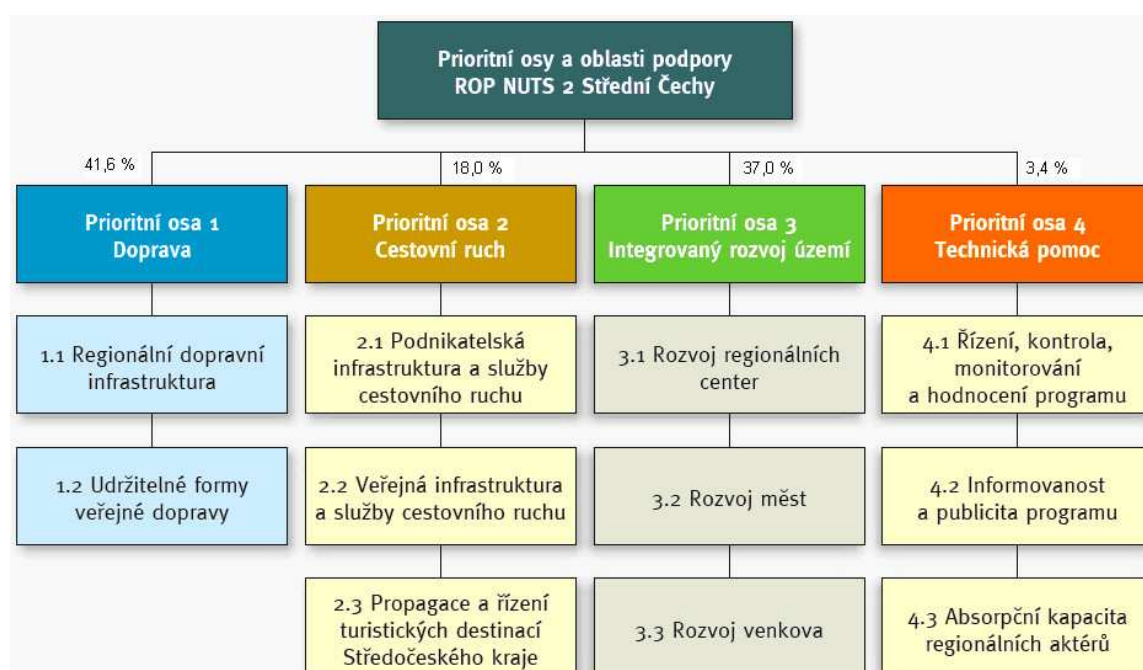 Prioritní osy a oblasti podpory
ROP NUTS 2 Střední Čechy
41,6 %
18,0 %
37,0 %
3,4 %
Prioritní osa 1
Doprava
Prioritní osa 2
Cestovní ruch
Prioritní osa 3
Integrovaný rozvoj území
Prioritní osa 4
Technická pomoc
1.1 Regionální dopravní
infrastruktura
2.1 Podnikatelská
infrastruktura a služby
cestovního ruchu
3.1 Rozvoj regionálních
center
4.1 Řízení, kontrola,
monitorování
a hodnocení programu
1.2 Udržitelné formy
veřejné dopravy
2.2 Veřejná infrastruktura
a služby cestovního ruchu
3.2 Rozvoj měst
4.2 Informovanost
a publicita programu
2.3 Propagace a řízení
turistických destinací
Středočeského kraje
3.3 Rozvoj venkova
4.3 Absorpční kapacita
regionálních aktérů